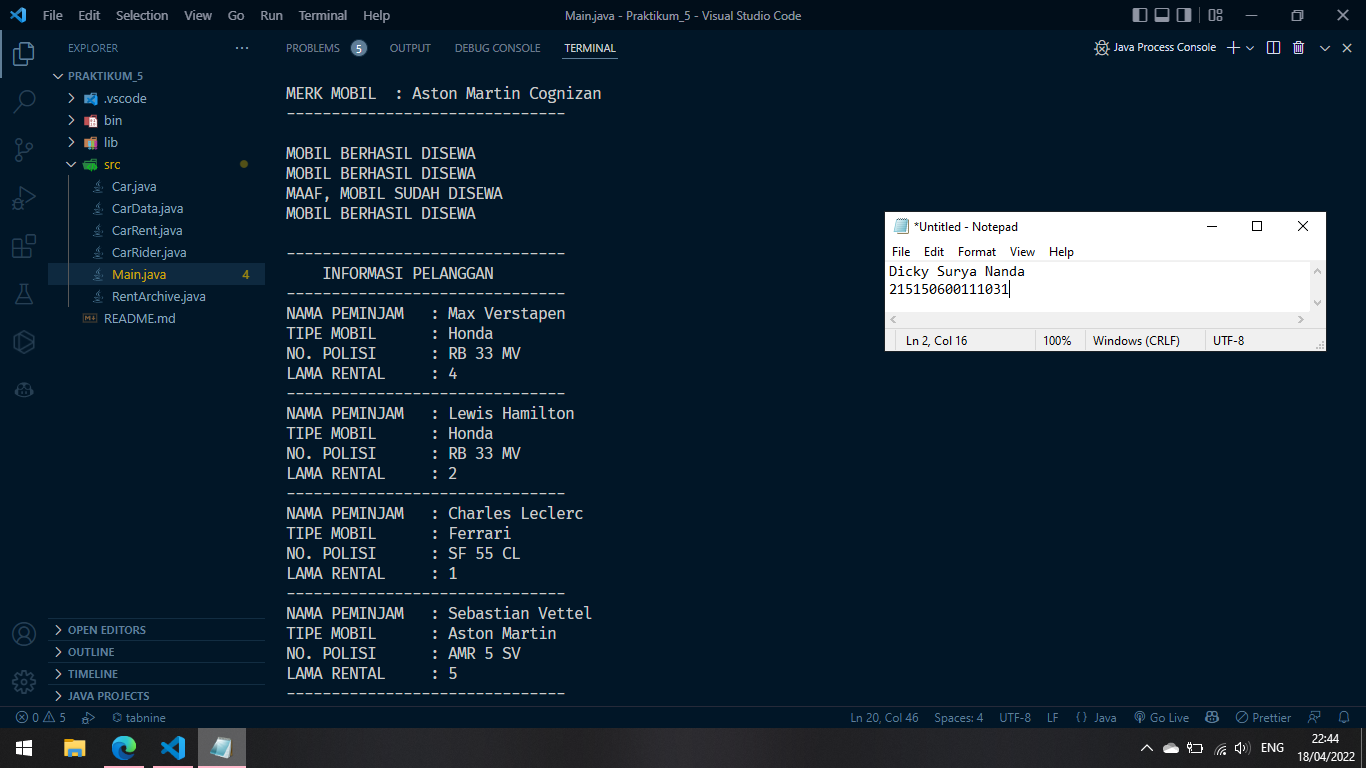 File Edit Selection View Go Run Terminal Help
Main.java - Praktikum_5 - Visual Studio Code
EXPLORER
PRAKTIKUM_5
.vscode
bin
lib
src
Car.java
CarData.java
CarRent.java
CarRider.java
Main.java 4
RentArchive.java
README.md
OPEN EDITORS
OUTLINE
TIMELINE
JAVA PROJECTS
PROBLEMS 5 OUTPUT DEBUG CONSOLE TERMINAL
Java Process Console
MERK MOBIL : Aston Martin Cognizan
-------------------------------
MOBIL BERHASIL DISEWA
MOBIL BERHASIL DISEWA
MAAF, MOBIL SUDAH DISEWA
MOBIL BERHASIL DISEWA
-------------------------------
INFORMASI PELANGGAN
-------------------------------
NAMA PEMINJAM : Max Verstapen
TIPE MOBIL : Honda
NO. POLISI : RB 33 MV
LAMA RENTAL : 4
-------------------------------
NAMA PEMINJAM : Lewis Hamilton
TIPE MOBIL : Honda
NO. POLISI : RB 33 MV
LAMA RENTAL : 2
-------------------------------
NAMA PEMINJAM : Charles Leclerc
TIPE MOBIL : Ferrari
NO. POLISI : SF 55 CL
LAMA RENTAL : 1
-------------------------------
NAMA PEMINJAM : Sebastian Vettel
TIPE MOBIL : Aston Martin
NO. POLISI : AMR 5 SV
LAMA RENTAL : 5
-------------------------------
*Untitled - Notepad
File Edit Format View Help
Dicky Surya Nanda
215150600111031
Ln 2, Col 16 100% Windows (CRLF) UTF-8
0 5 tabnine
Ln 20, Col 46 Spaces: 4 UTF-8 LF { } Java Go Live Prettier
ENG
22:44
18/04/2022